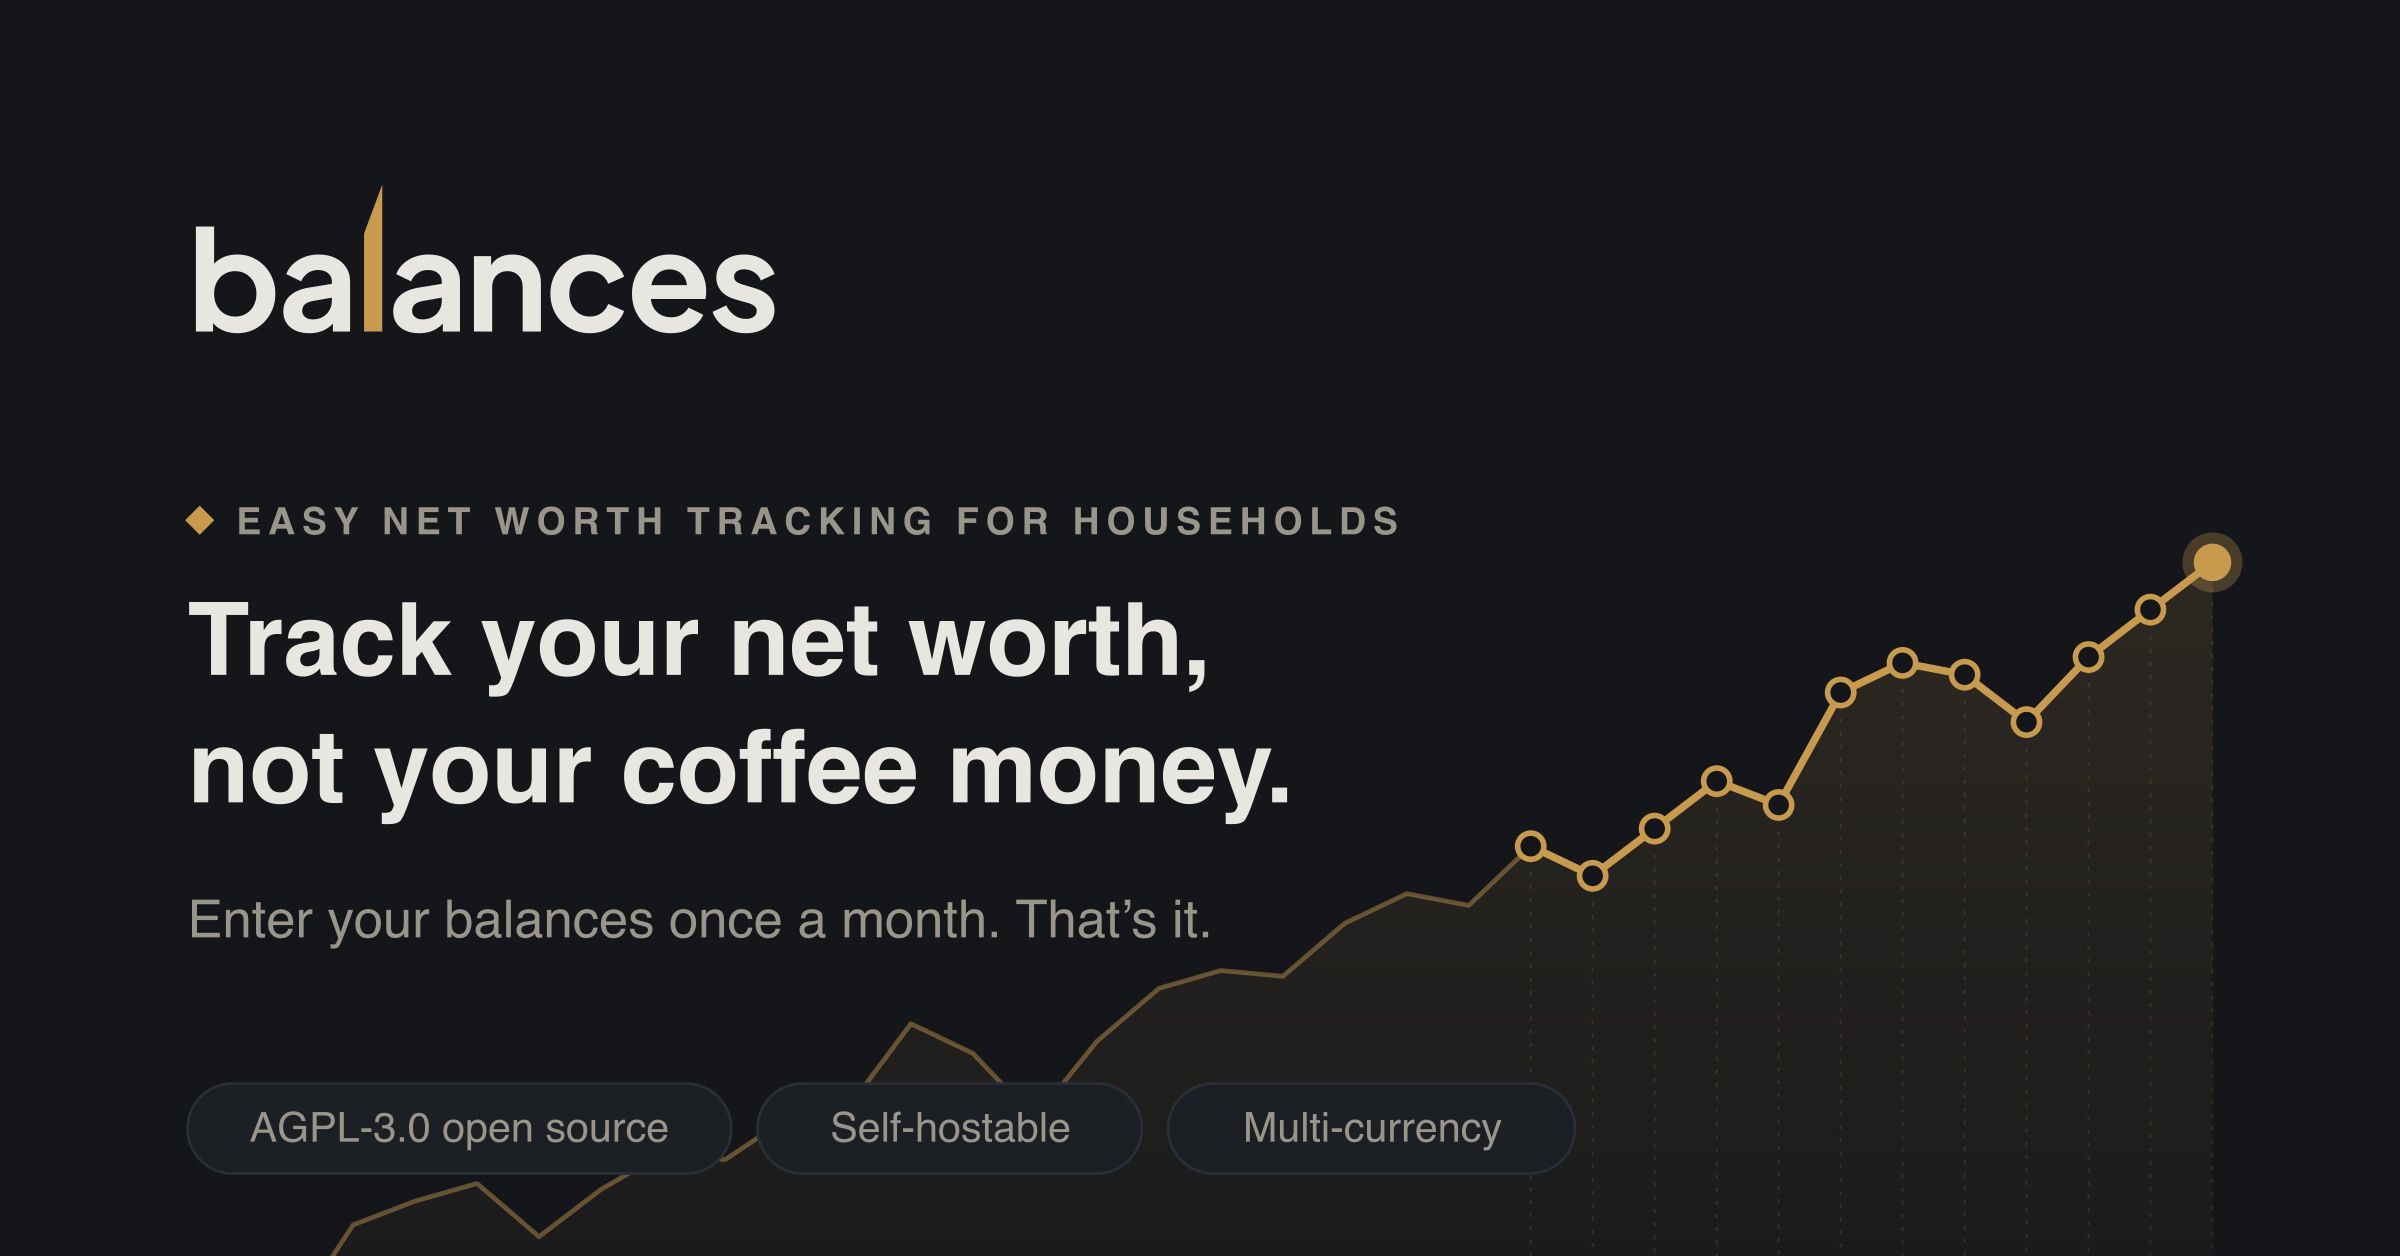 balances
EASY NET WORTH TRACKING FOR HOUSEHOLDS
Track your net worth,
not your coffee money.
Enter your balances once a month. That’s it.
AGPL-3.0 open source
Self-hostable
Multi-currency